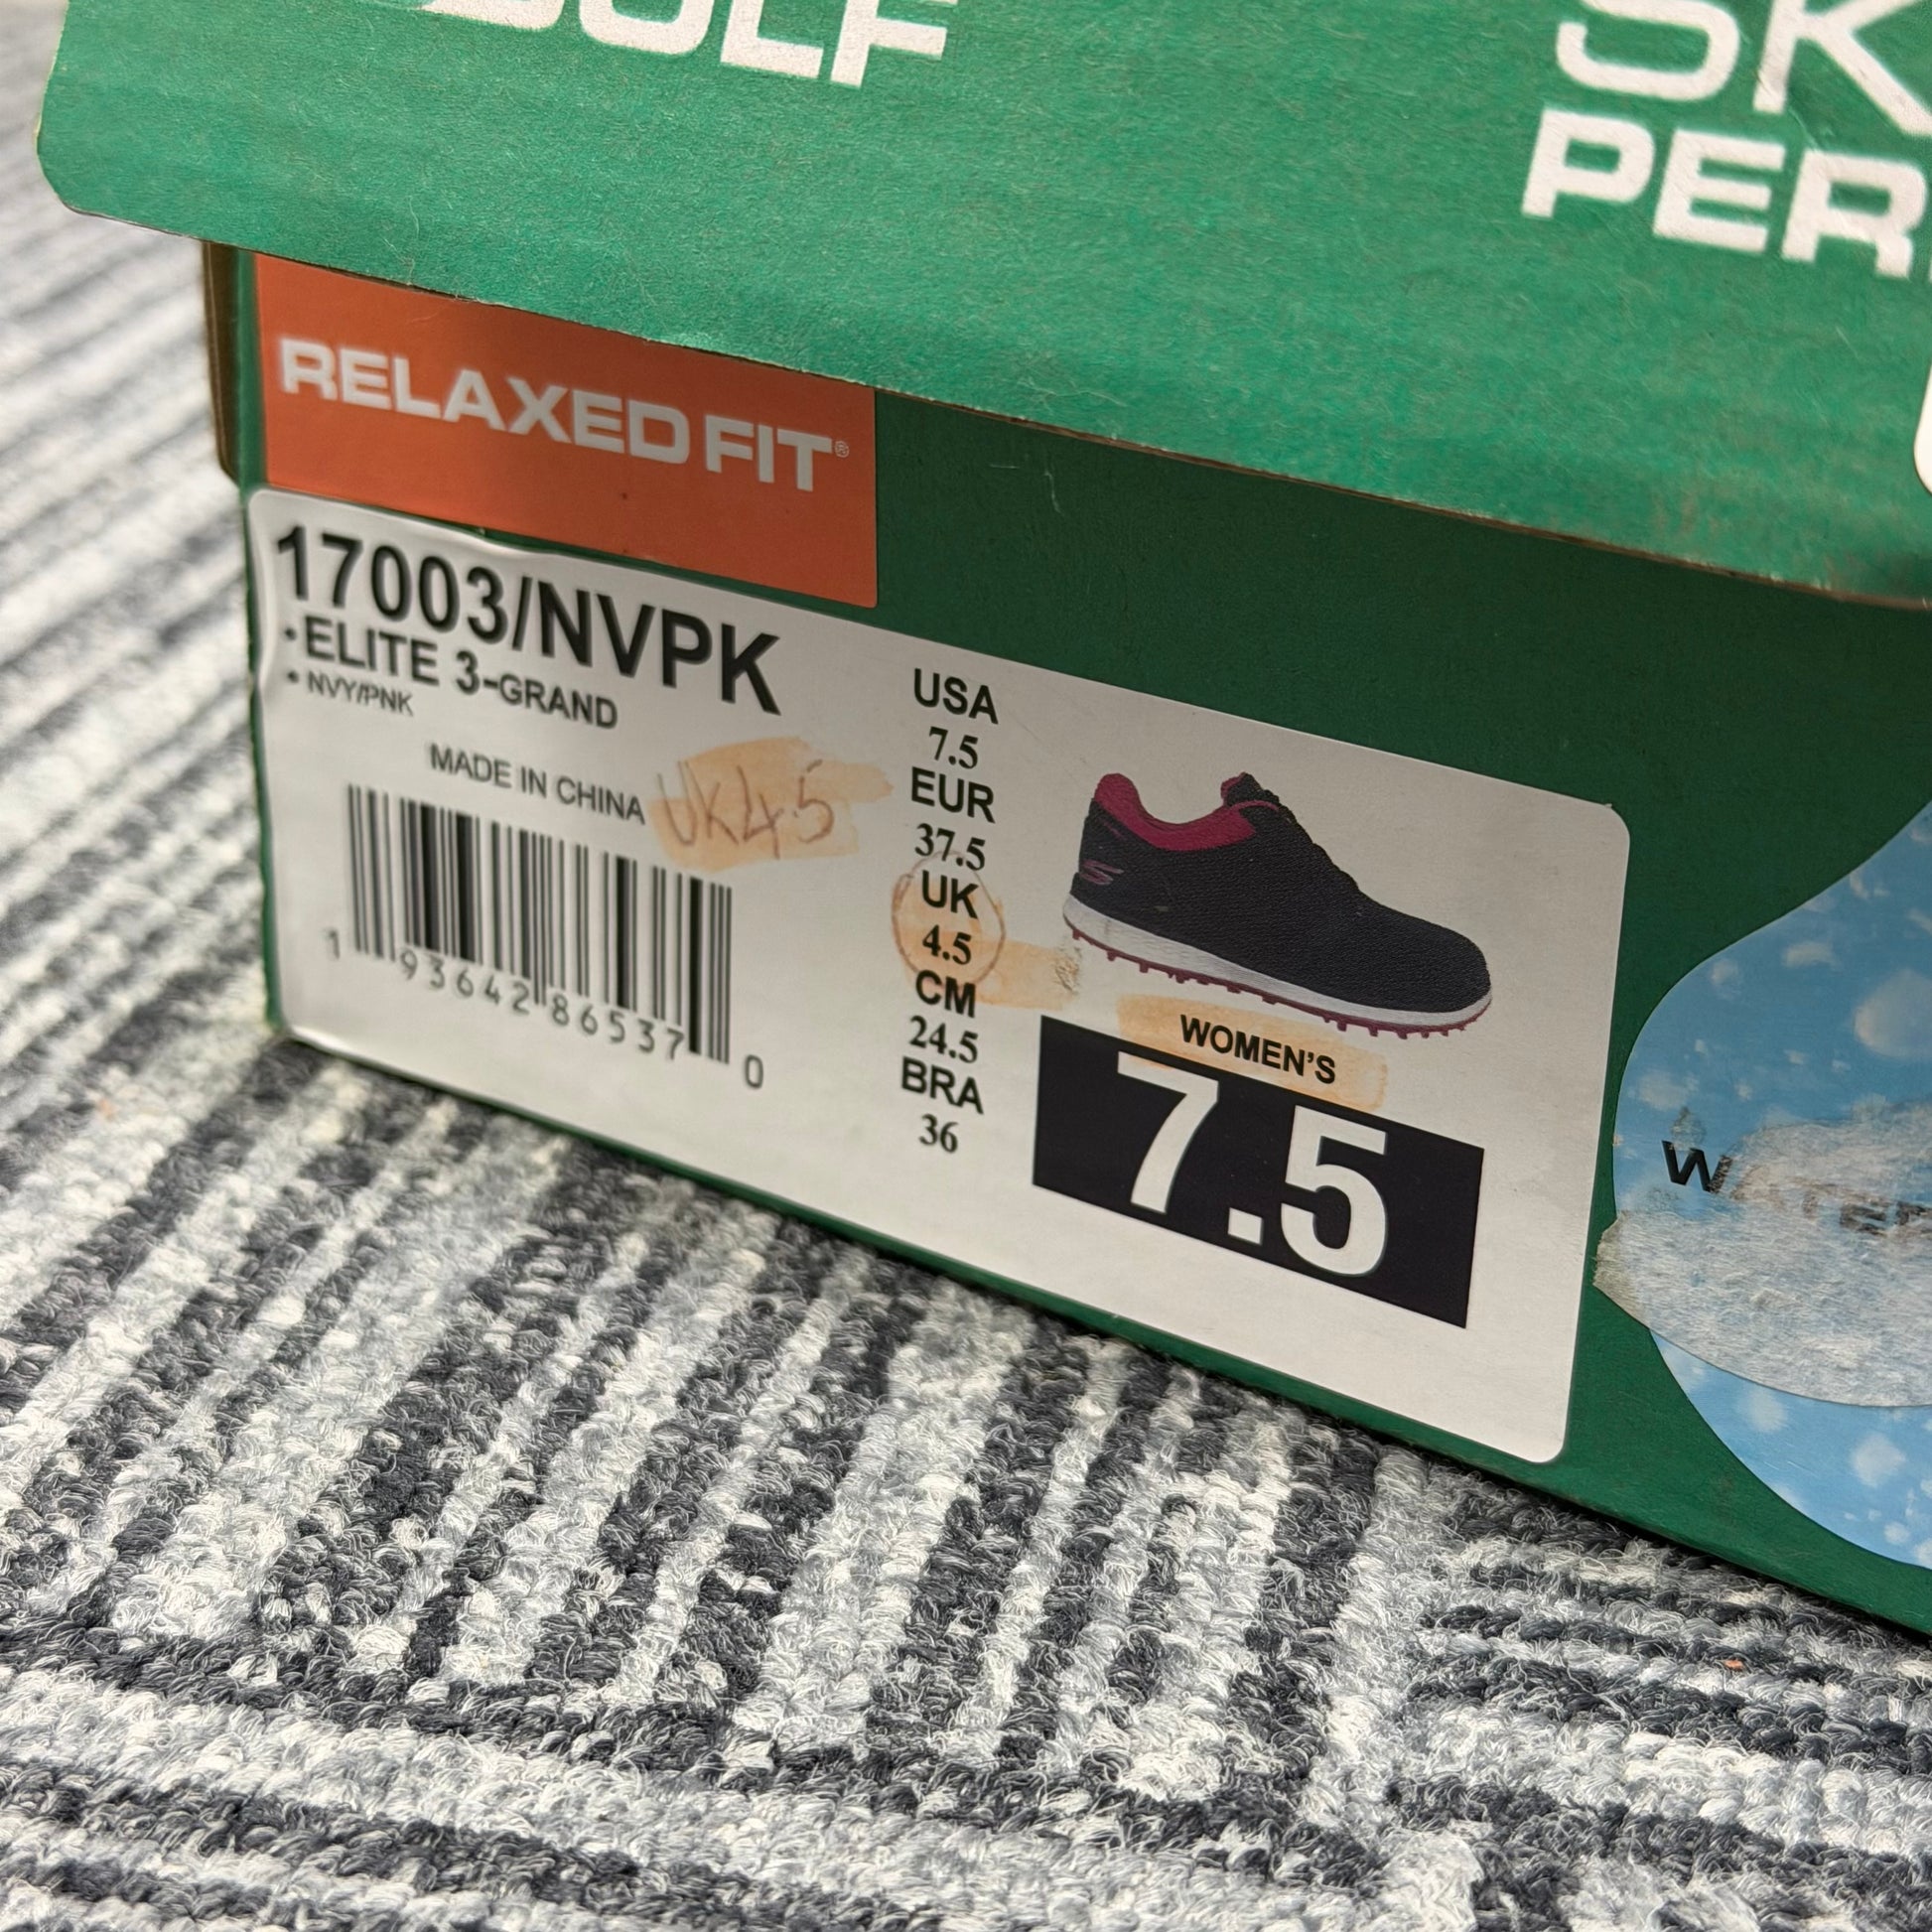 GOLF
SK
PER
RELAXED FIT®
17003/NVPK
•ELITE 3-GRAND
• NVY/PNK
MADE IN CHINA
UK4.5
1 93642 86537 0
USA
7.5
EUR
37.5
UK
4.5
CM
24.5
BRA
36
WOMEN'S
7.5